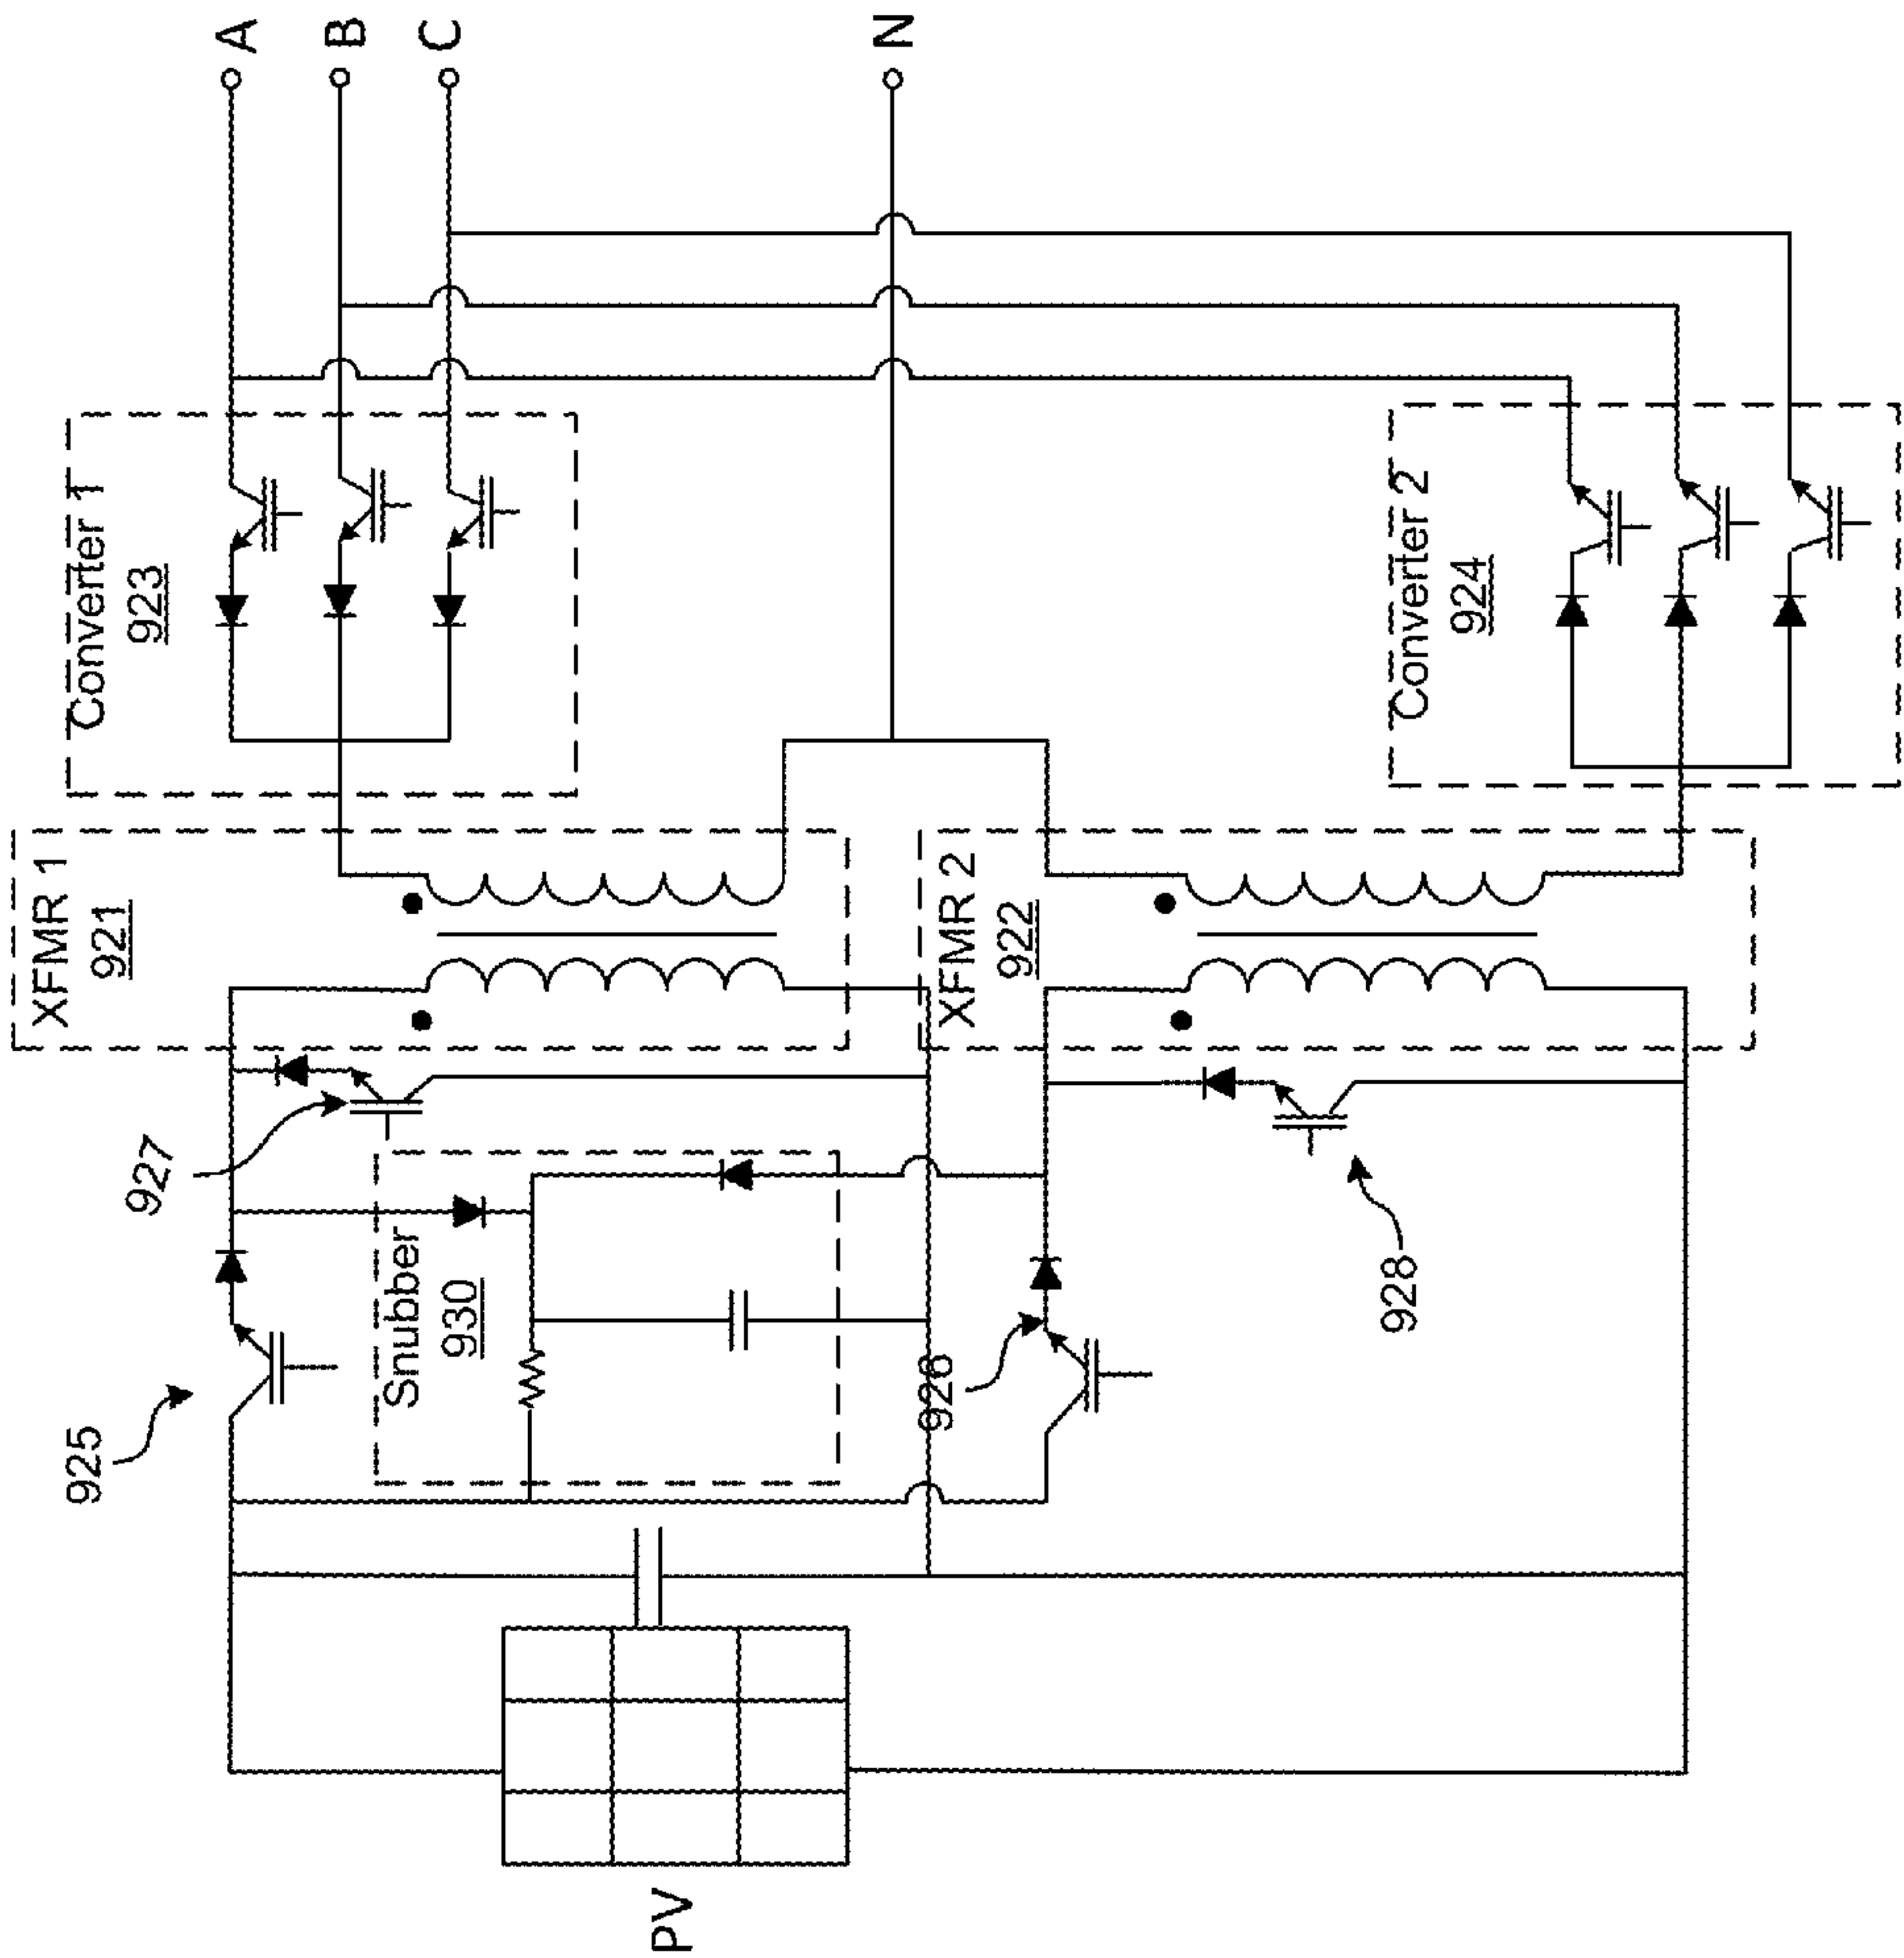 A
B
C
N
Converter 1
923
Converter 2
924
XFMR 1
921
XFMR 2
922
927
Snubber
930
925
926
928
PV